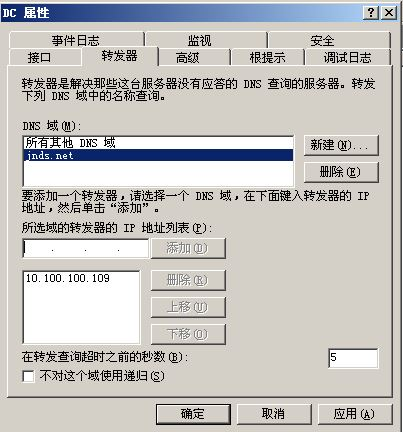 DC 属性
事件日志 监视 安全
接口 转发器 高级 根提示 调试日志
转发器是解决那些这台服务器没有应答的 DNS 查询的服务器。转发
下列 DNS 域中的名称查询。
DNS 域(M):
所有其他 DNS 域
jnds.net
新建(N)...
删除(E)
要添加一个转发器,请选择一个 DNS 域,在下面键入转发器的 IP
地址,然后单击“添加”。
所选域的转发器的 IP 地址列表(P):
. . . 添加(D)
10.100.100.109
删除(R)
上移(U)
下移(O)
在转发查询超时之前的秒数(B): 5
不对这个域使用递归(S)
确定 取消 应用(A)